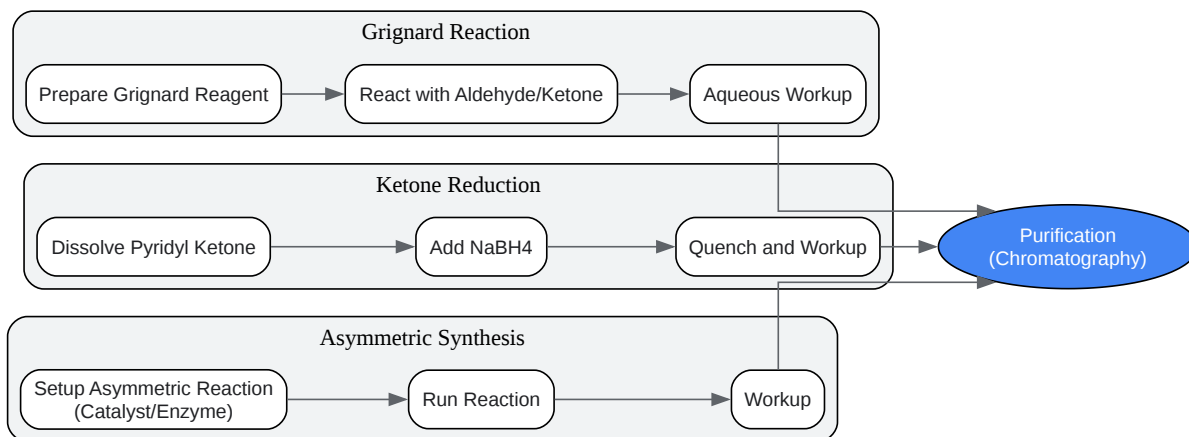 Grignard Reaction
Prepare Grignard Reagent
React with Aldehyde/Ketone
Aqueous Workup
Ketone Reduction
Dissolve Pyridyl Ketone
Add NaBH4
Quench and Workup
Purification
(Chromatography)
Asymmetric Synthesis
Setup Asymmetric Reaction
(Catalyst/Enzyme)
Run Reaction
Workup